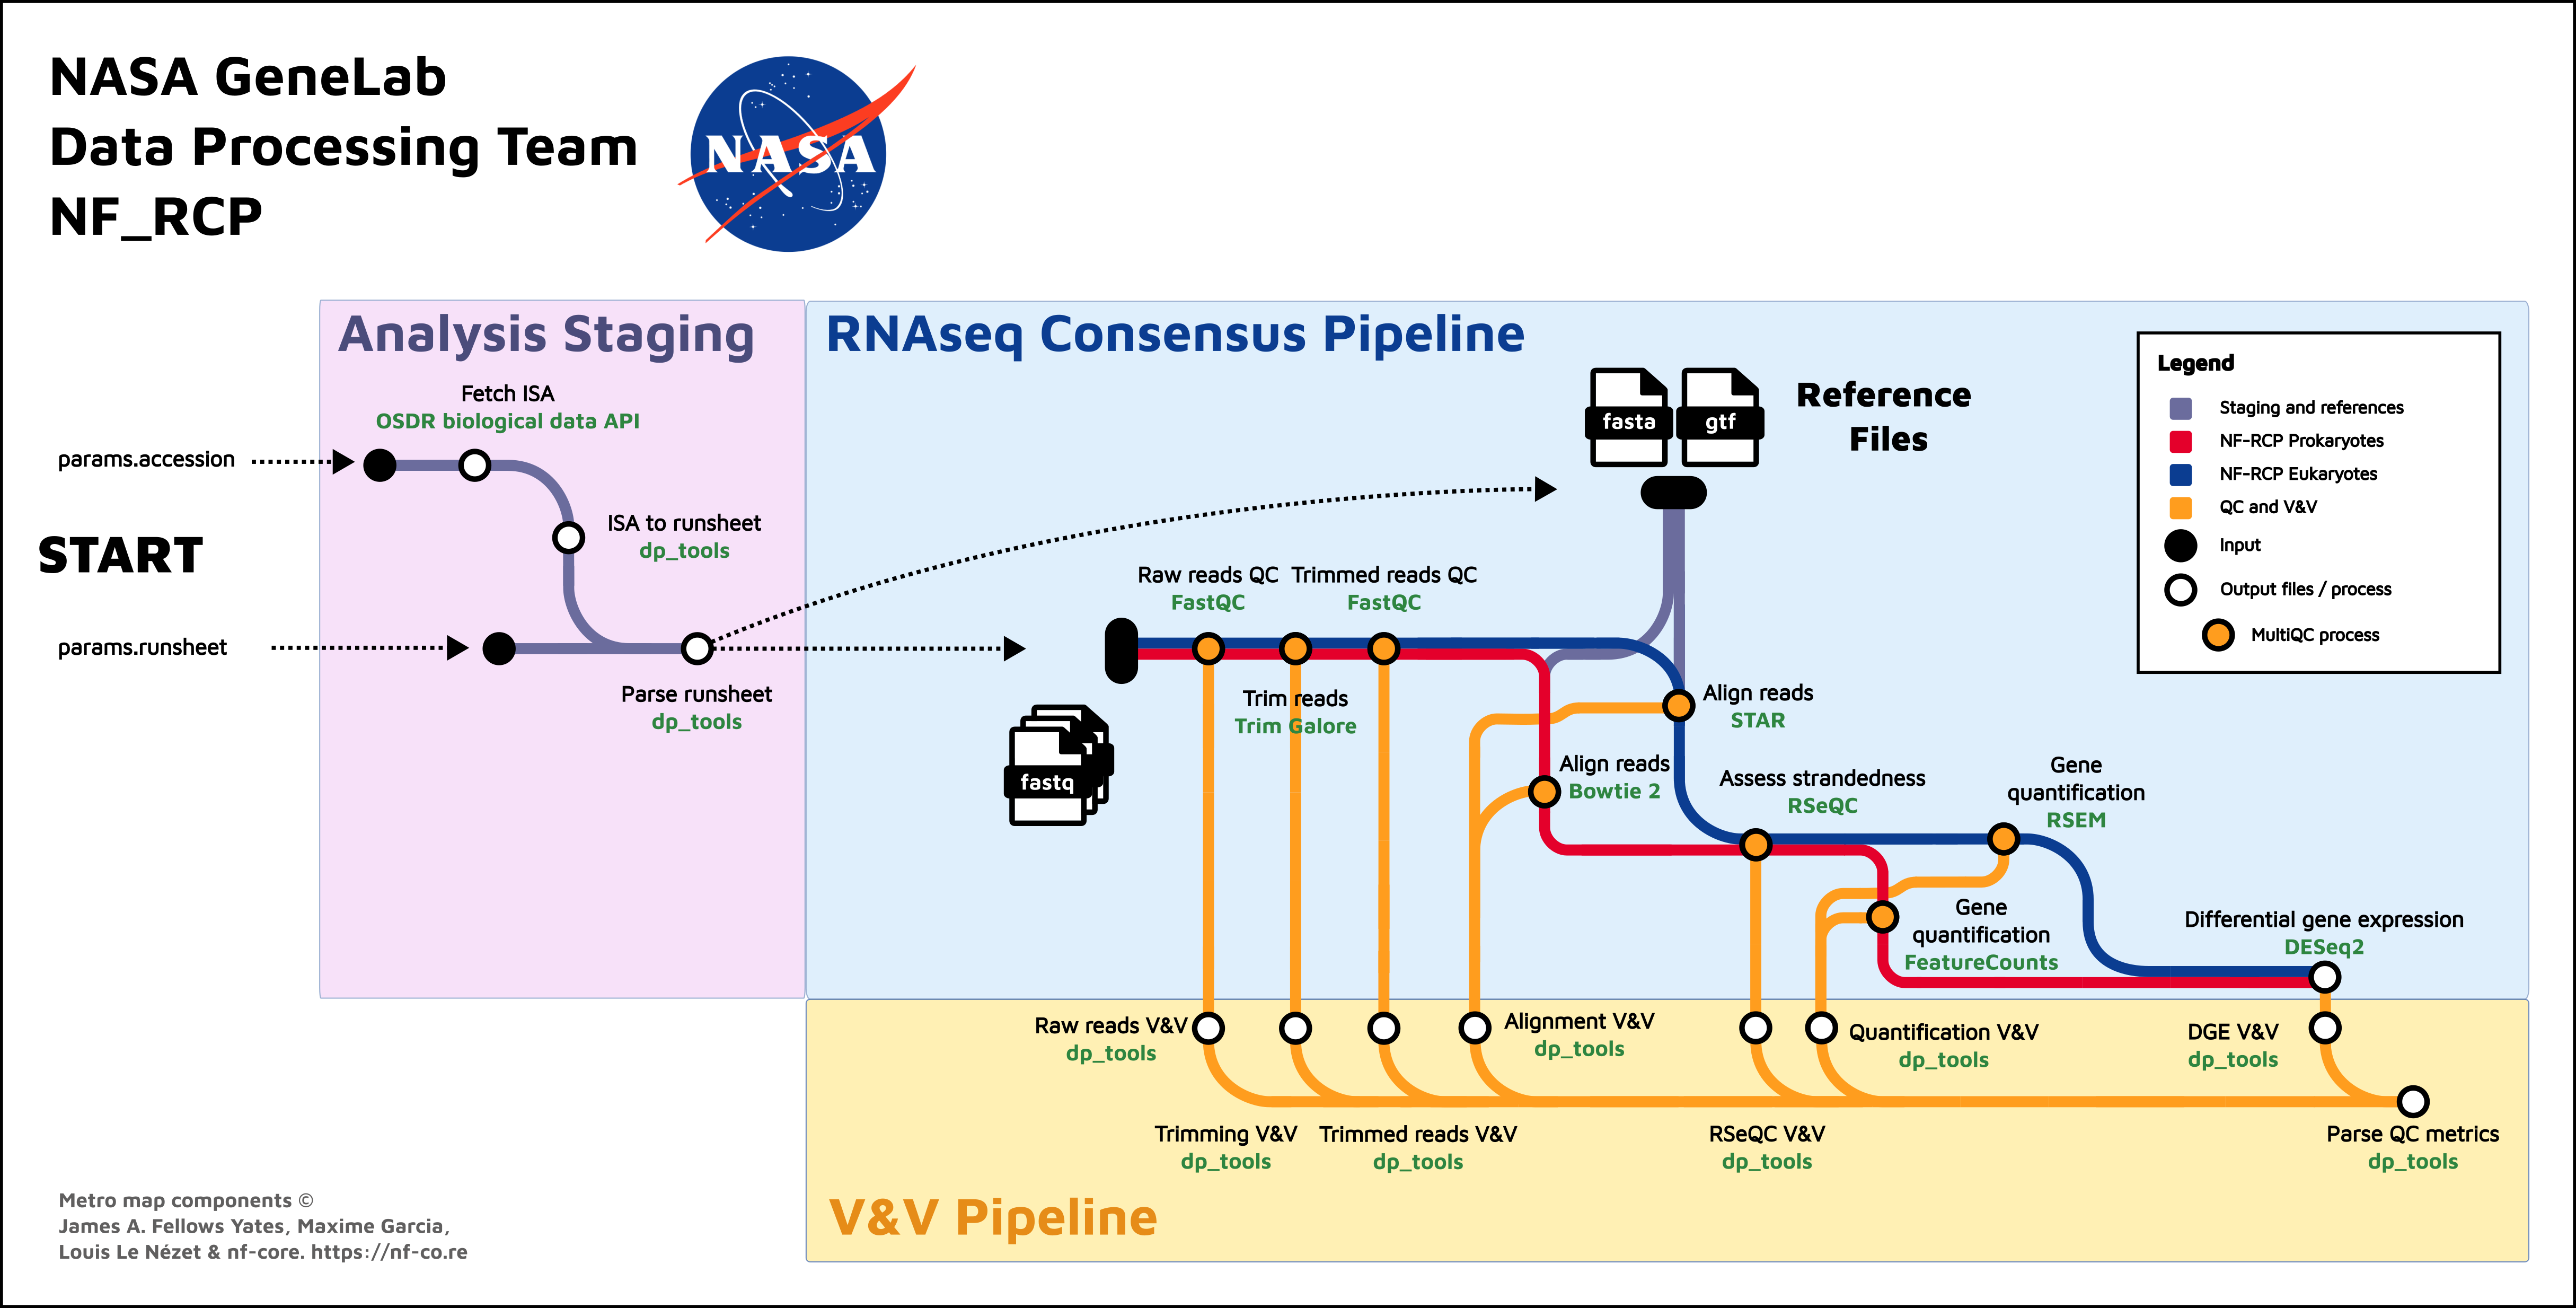 NASA GeneLab
Data Processing Team
NF_RCP
NASA
Analysis Staging
Fetch ISA
OSDR biological data API
params.accession
ISA to runsheet
dp_tools
START
params.runsheet
Parse runsheet
dp_tools
RNAseq Consensus Pipeline
fasta
gtf
Reference
Files
Legend
Staging and references
NF-RCP Prokaryotes
NF-RCP Eukaryotes
QC and V&V
Input
Output files / process
MultiQC process
Raw reads QC
FastQC
Trimmed reads QC
FastQC
Trim reads
Trim Galore
fastq
Align reads
STAR
Align reads
Bowtie 2
Assess strandedness
RSeQC
Gene
quantification
RSEM
Gene
quantification
FeatureCounts
Differential gene expression
DESeq2
Raw reads V&V
dp_tools
Alignment V&V
dp_tools
Quantification V&V
dp_tools
DGE V&V
dp_tools
Trimming V&V
dp_tools
Trimmed reads V&V
dp_tools
RSeQC V&V
dp_tools
Parse QC metrics
dp_tools
V&V Pipeline
Metro map components ©
James A. Fellows Yates, Maxime Garcia,
Louis Le Nézet & nf-core. https://nf-co.re